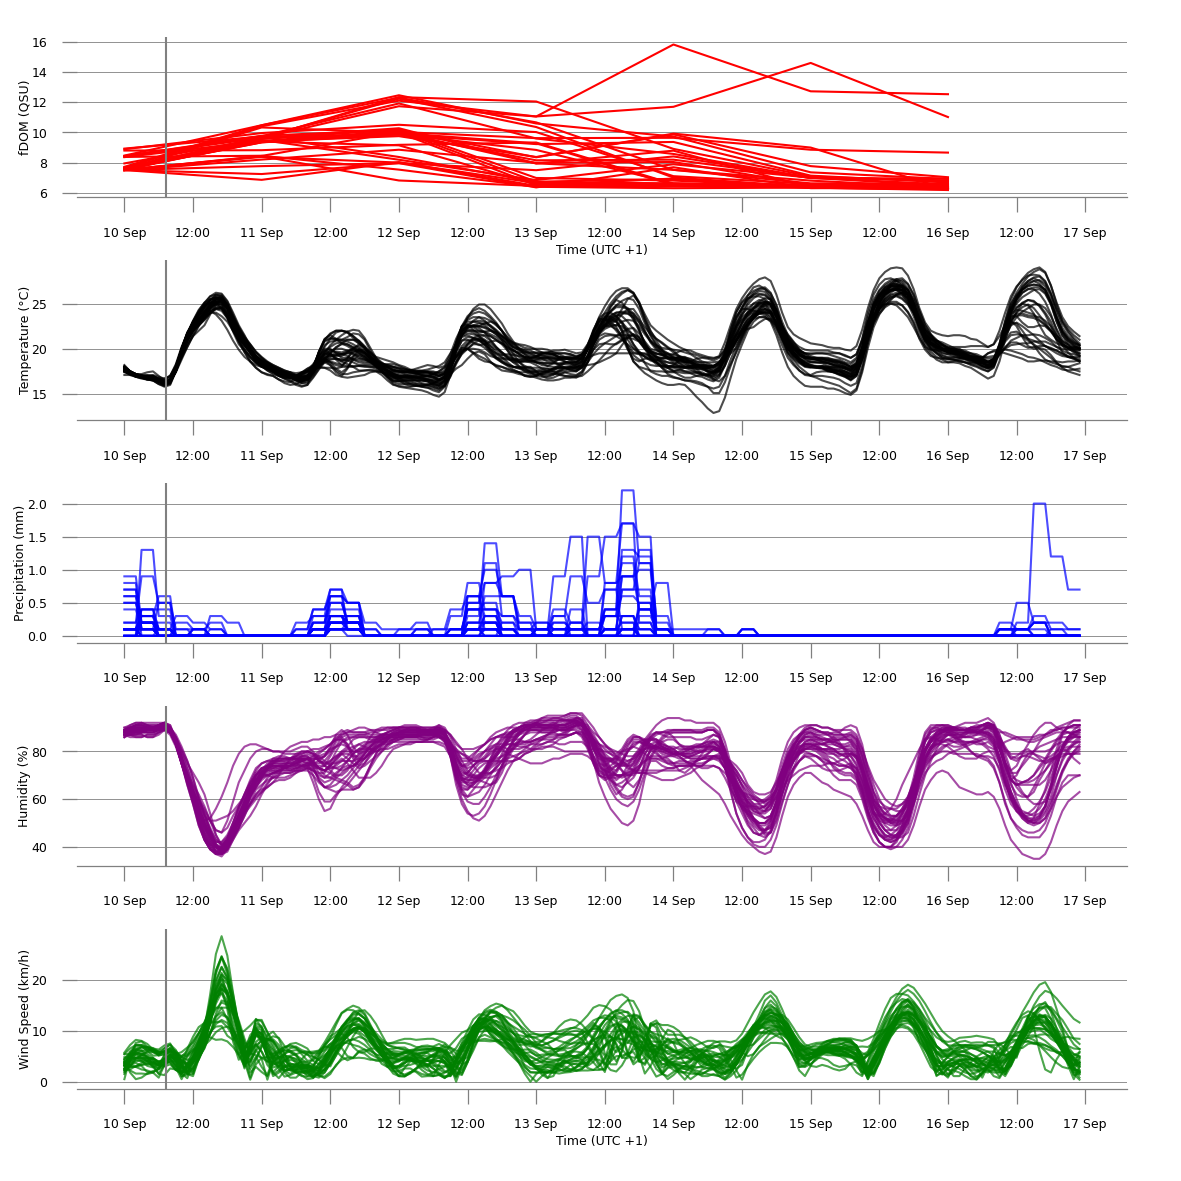 16
14
12
10
8
6
fDOM (QSU)
10 Sep 12:00 11 Sep 12:00 12 Sep 12:00 13 Sep 12:00 14 Sep 12:00 15 Sep 12:00 16 Sep 12:00 17 Sep
Time (UTC +1)
25
20
15
Temperature (°C)
10 Sep 12:00 11 Sep 12:00 12 Sep 12:00 13 Sep 12:00 14 Sep 12:00 15 Sep 12:00 16 Sep 12:00 17 Sep
2.0
1.5
1.0
0.5
0.0
Precipitation (mm)
10 Sep 12:00 11 Sep 12:00 12 Sep 12:00 13 Sep 12:00 14 Sep 12:00 15 Sep 12:00 16 Sep 12:00 17 Sep
80
60
40
Humidity (%)
10 Sep 12:00 11 Sep 12:00 12 Sep 12:00 13 Sep 12:00 14 Sep 12:00 15 Sep 12:00 16 Sep 12:00 17 Sep
20
10
0
Wind Speed (km/h)
10 Sep 12:00 11 Sep 12:00 12 Sep 12:00 13 Sep 12:00 14 Sep 12:00 15 Sep 12:00 16 Sep 12:00 17 Sep
Time (UTC +1)